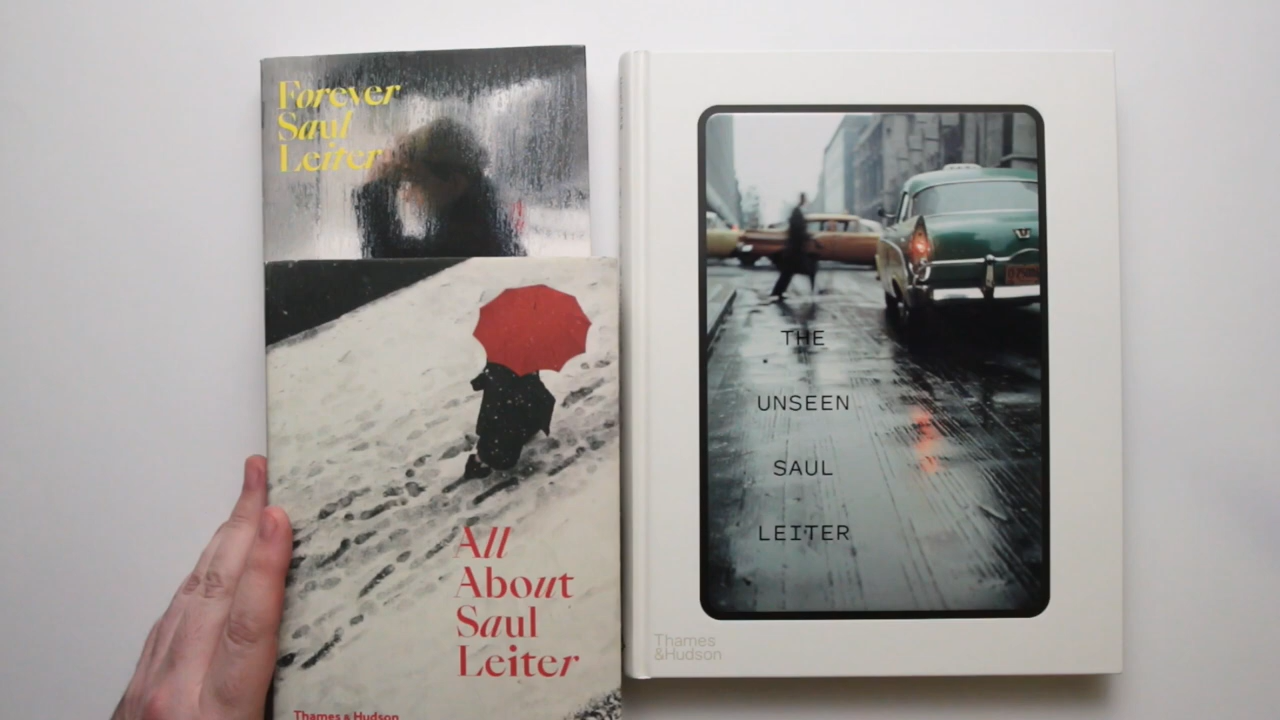 Forever
Saul
Leiter
All
About
Saul
Leiter
Thames & Hudson
THE
UNSEEN
SAUL
LEITER
Thames
&Hudson